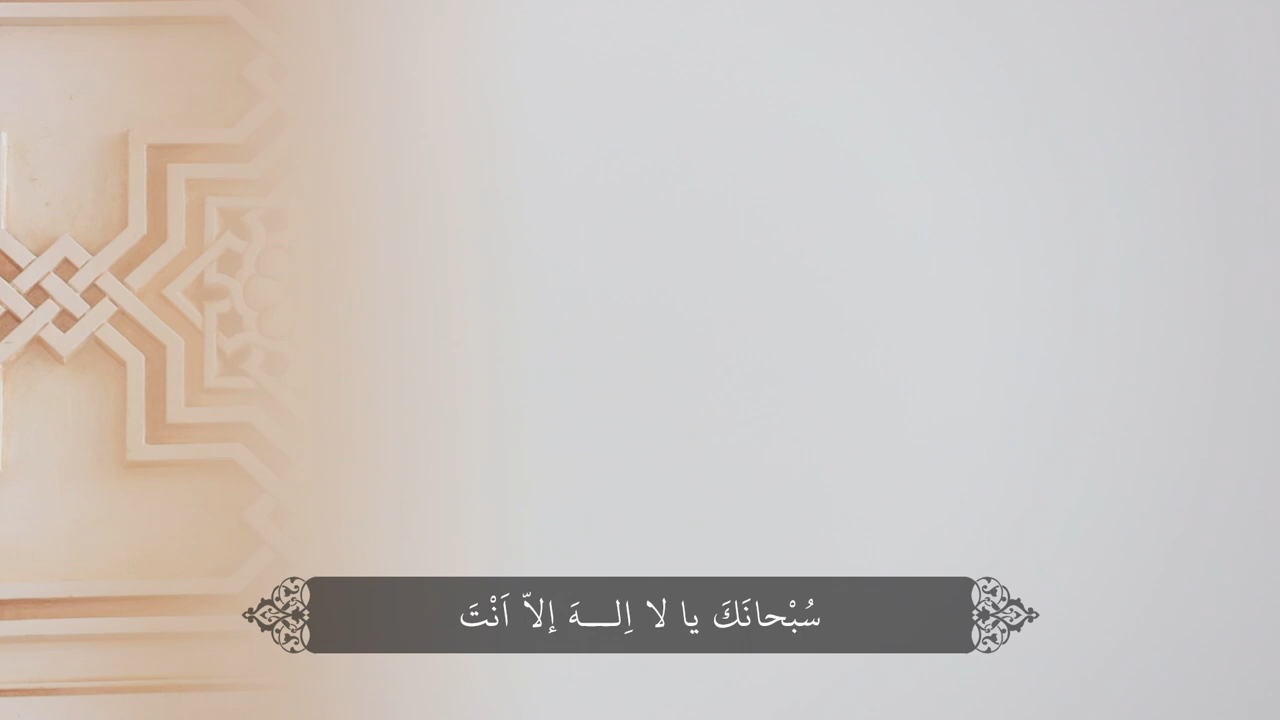 سُبْحانَكَ يا لا اِلـــهَ إلاّ اَنْتَ